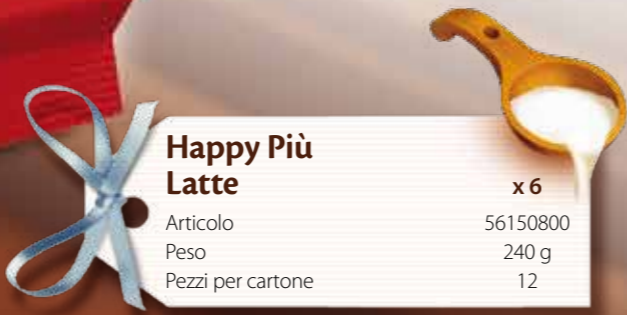 Happy Più
Latte x 6
Articolo 56150800
Peso 240 g
Pezzi per cartone 12